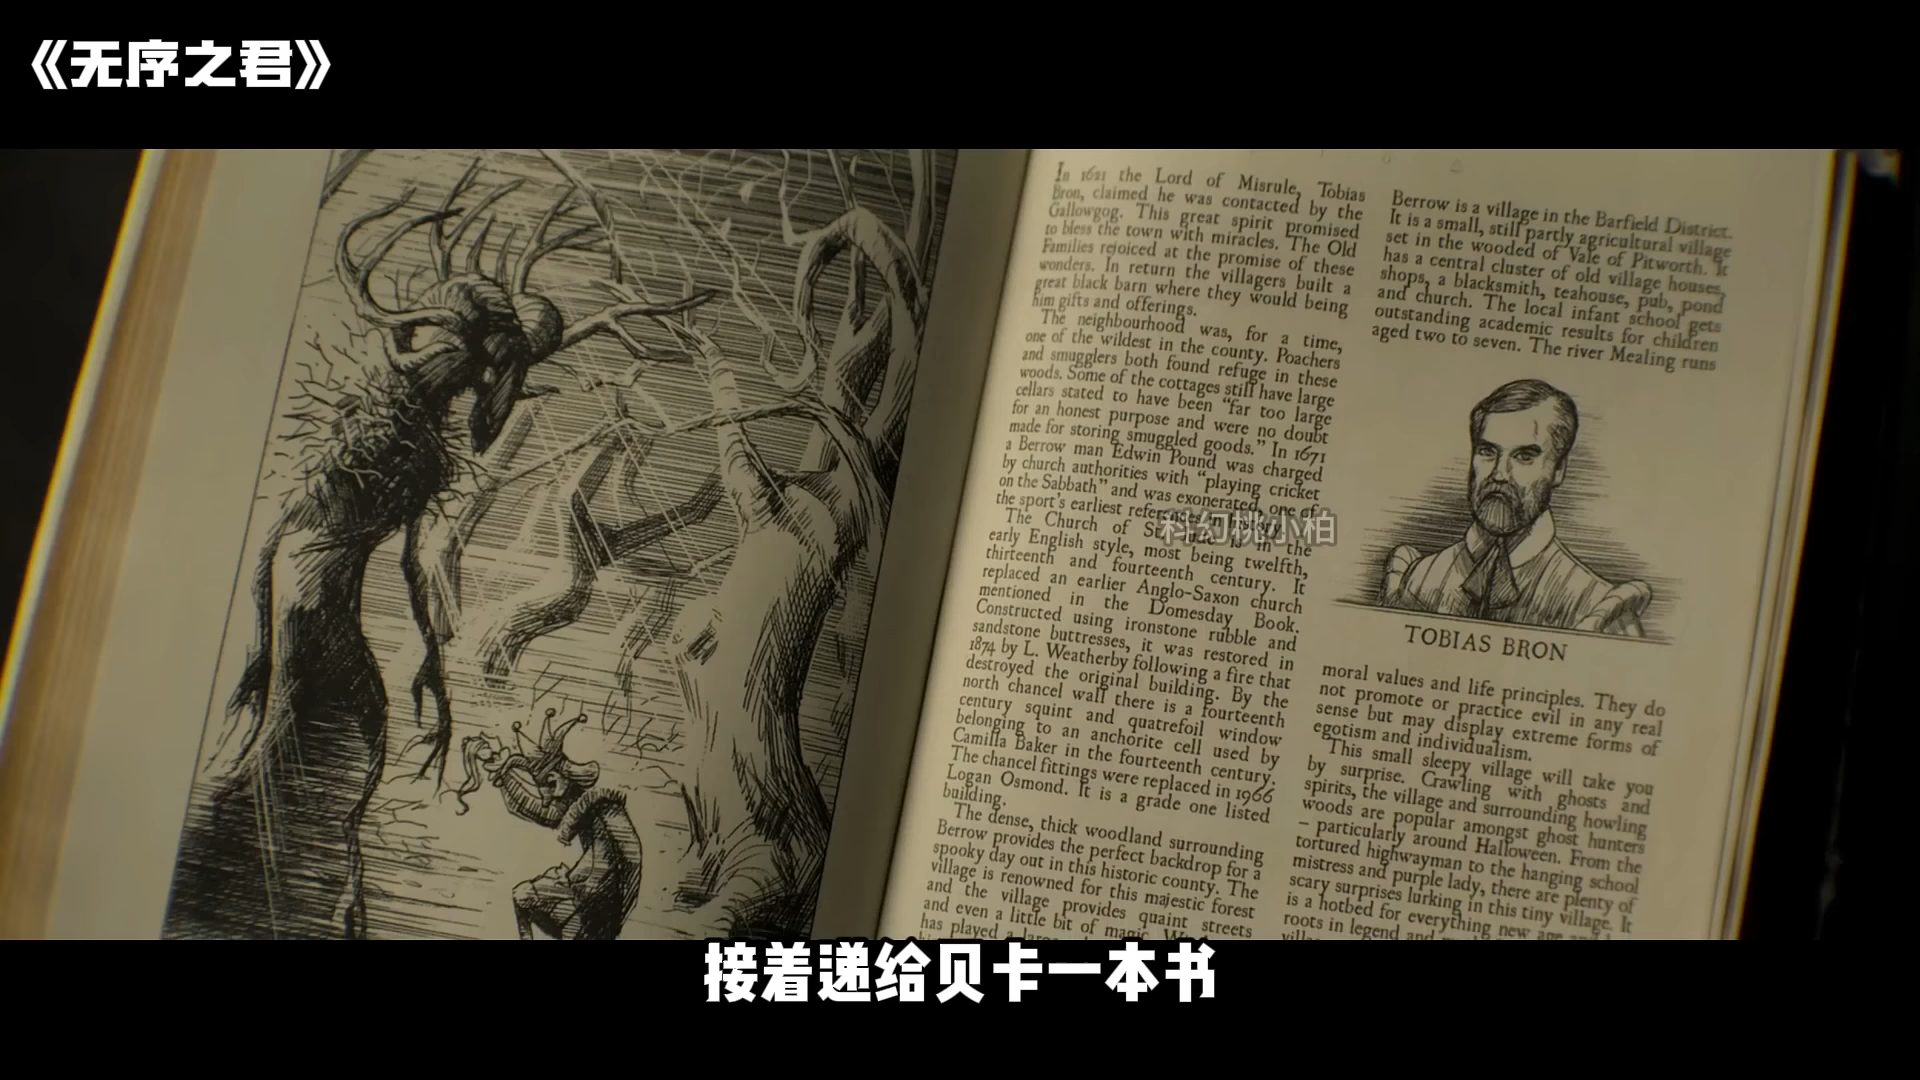 《无序之君》
In 1621 the Lord of Misrule, Tobias
Bron, claimed he was contacted by the
Gallowgog. This great spirit promised
to bless the town with miracles. The Old
Families rejoiced at the promise of these
wonders. In return the villagers built a
great black barn where they would bring
him gifts and offerings.
The neighbourhood was, for a time,
one of the wildest in the county. Poachers
and smugglers both found refuge in these
woods. Some of the cottages still have large
cellars stated to have been "far too large
for an honest purpose and were no doubt
made for storing smuggled goods." In 1671
a Berrow man Edwin Pound was charged
by church authorities with "playing cricket
on the Sabbath" and was exonerated, one of
the sport's earliest references in history.
The Church of St. is in the
early English style, most being twelfth,
thirteenth and fourteenth century. It
replaced an earlier Anglo-Saxon church
mentioned in the Domesday Book.
Constructed using ironstone rubble and
sandstone buttresses, it was restored in
1874 by L. Weatherby following a fire that
destroyed the original building. By the
north chancel wall there is a fourteenth
century squint and quatrefoil window
belonging to an anchorite cell used by
Camilla Baker in the fourteenth century.
The chancel fittings were replaced in 1966
Logan Osmond. It is a grade one listed
building.
The dense, thick woodland surrounding
Berrow provides the perfect backdrop for a
spooky day out in this historic county. The
village is renowned for this majestic forest
and the village provides quaint streets
and even a little bit of magic.
has played a
Berrow is a village in the Barfield District.
It is a small, still partly agricultural village
set in the wooded of Vale of Pitworth. It
has a central cluster of old village houses,
shops, a blacksmith, teahouse, pub, pond
and church. The local infant school gets
outstanding academic results for children
aged two to seven. The river Mealing runs
TOBIAS BRON
moral values and life principles. They do
not promote or practice evil in any real
sense but may display extreme forms of
egotism and individualism.
This small sleepy village will take you
by surprise. Crawling with ghosts and
spirits, the village and surrounding howling
woods are popular amongst ghost hunters
– particularly around Halloween. From the
tortured highwayman to the hanging school
mistress and purple lady, there are plenty of
scary surprises lurking in this tiny village. It
is a hotbed for everything new age
roots in legend and
科幻桃小柏
接着递给贝卡一本书